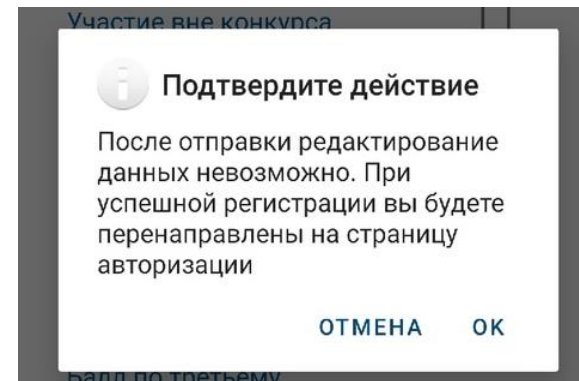 Участие вне конкурса
Подтвердите действие
После отправки редактирование
данных невозможно. При
успешной регистрации вы будете
перенаправлены на страницу
авторизации
ОТМЕНА ОК
Балл по третьему